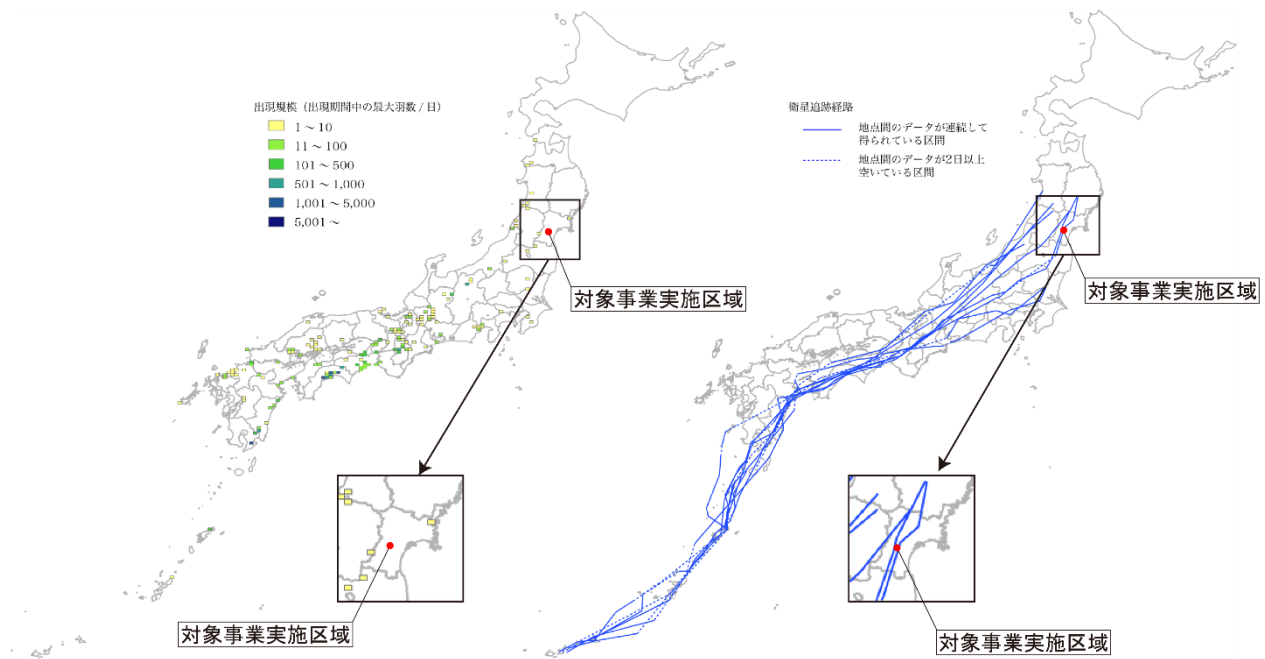 出現規模（出現期間中の最大羽数/日）
1～10
11～100
101～500
501～1,000
1,001～5,000
5,001～
対象事業実施区域
対象事業実施区域
衛星追跡経路
地点間のデータが連続して
得られている区間
地点間のデータが2日以上
空いている区間
対象事業実施区域
対象事業実施区域